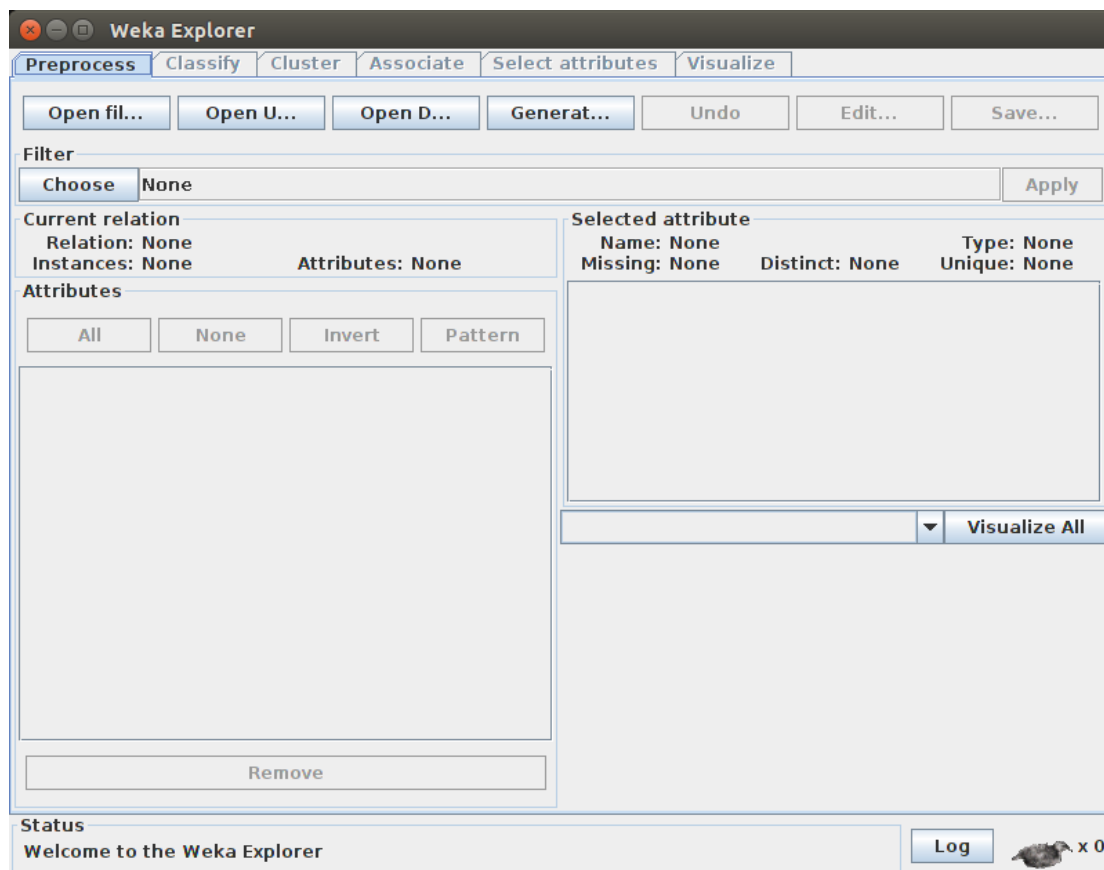 Weka Explorer
Preprocess Classify Cluster Associate Select attributes Visualize
Open fil... Open U... Open D... Generat... Undo Edit... Save...
Filter
Choose None Apply
Current relation
Relation: None
Instances: None Attributes: None
Attributes
All None Invert Pattern
Remove
Selected attribute
Name: None Type: None
Missing: None Distinct: None Unique: None
Visualize All
Status
Welcome to the Weka Explorer
Log x 0